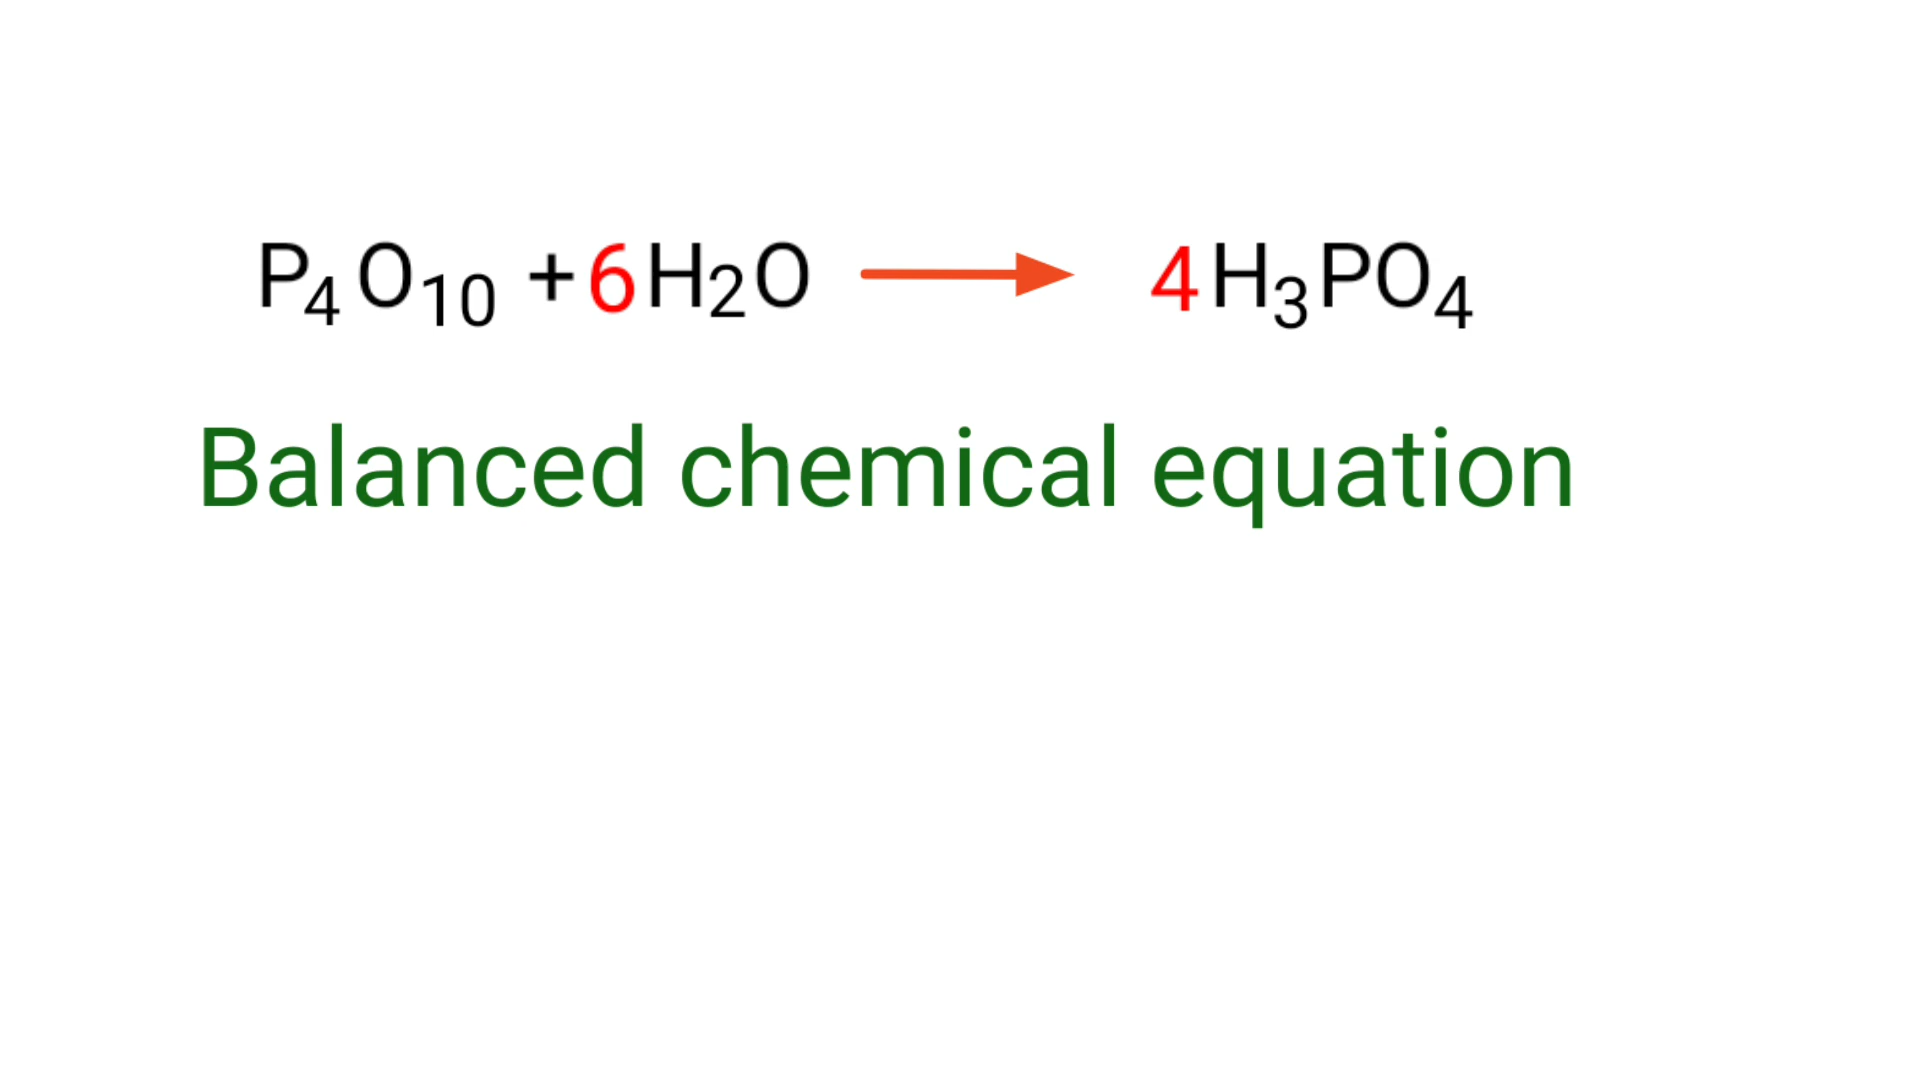 P₄O₁₀ + 6H₂O ⟶ 4H₃PO₄
Balanced chemical equation